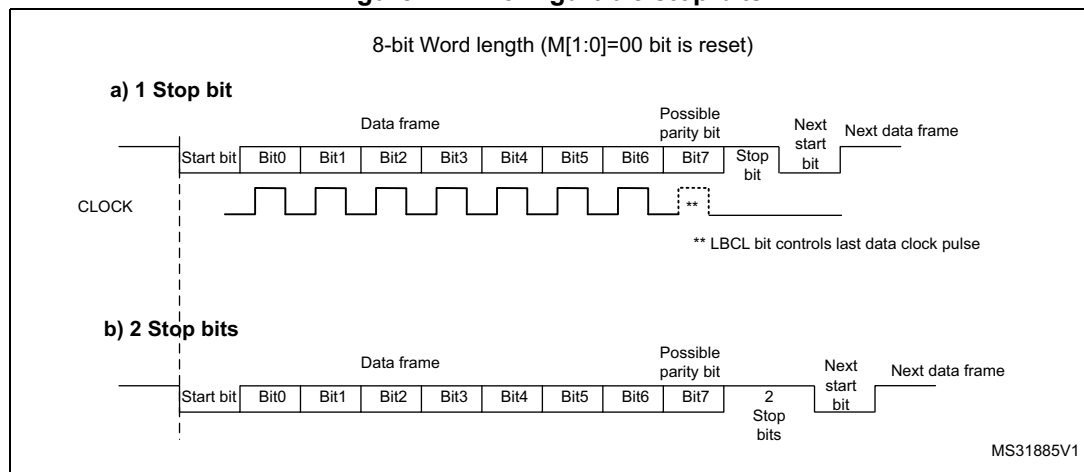 8-bit Word length (M[1:0]=00 bit is reset)
a) 1 Stop bit
Data frame
Possible parity bit
Next start bit
Next data frame
Start bit Bit0 Bit1 Bit2 Bit3 Bit4 Bit5 Bit6 Bit7 Stop bit
CLOCK
**
** LBCL bit controls last data clock pulse
b) 2 Stop bits
Data frame
Possible parity bit
Next start bit
Next data frame
Start bit Bit0 Bit1 Bit2 Bit3 Bit4 Bit5 Bit6 Bit7 2 Stop bits
MS31885V1